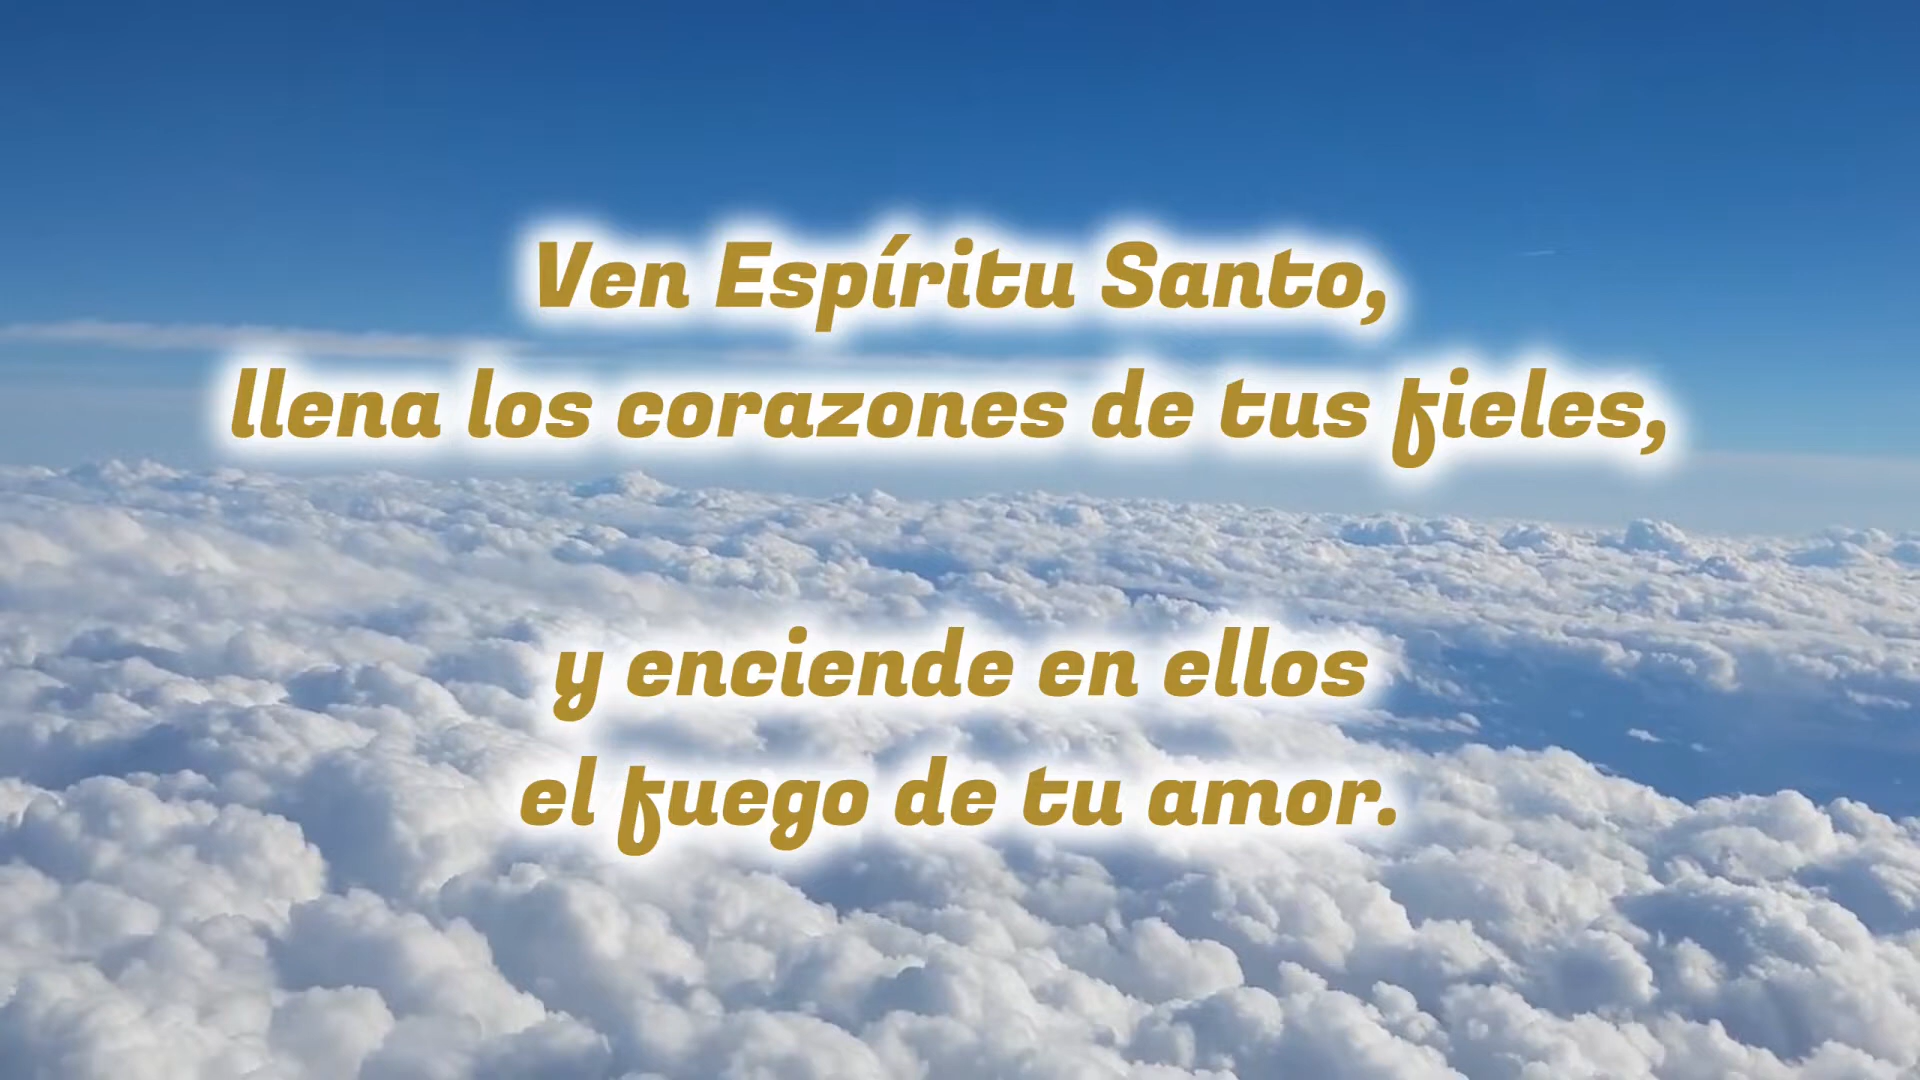 Ven Espíritu Santo,
llena los corazones de tus fieles,
y enciende en ellos
el fuego de tu amor.